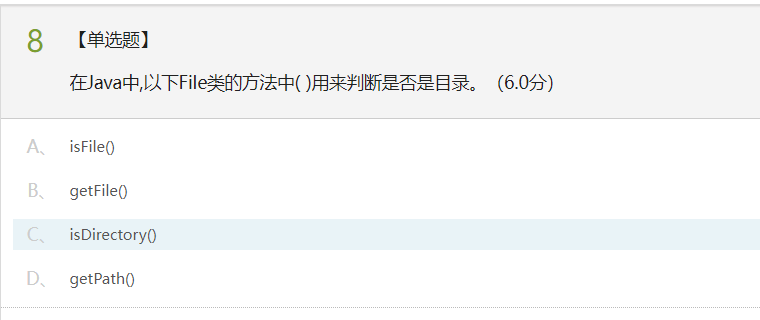 8 【单选题】
在Java中,以下File类的方法中( )用来判断是否是目录。（6.0分）
A、 isFile()
B、 getFile()
C、 isDirectory()
D、 getPath()